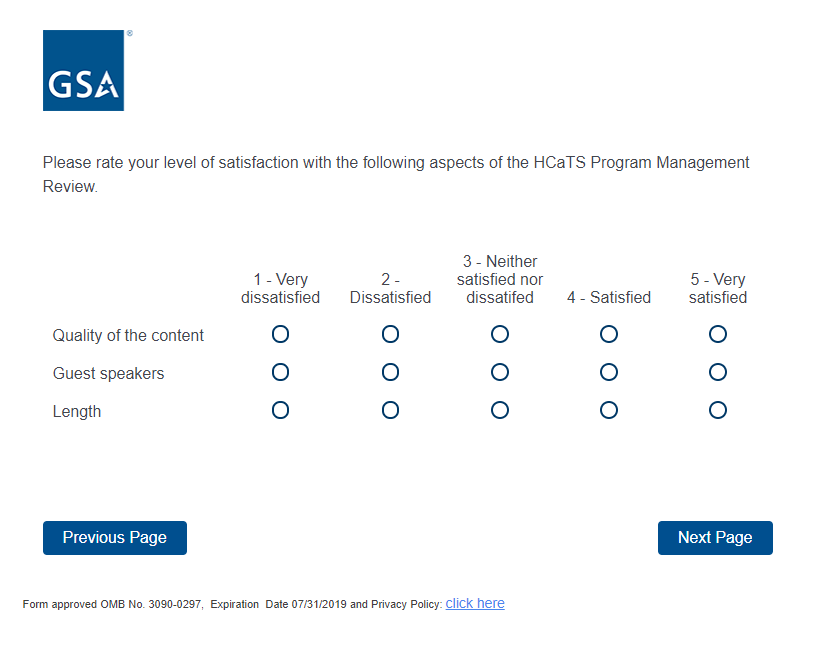 ®
GSA
Please rate your level of satisfaction with the following aspects of the HCaTS Program Management
Review.
1 - Very dissatisfied
2 - Dissatisfied
3 - Neither satisfied nor dissatifed
4 - Satisfied
5 - Very satisfied
Quality of the content
Guest speakers
Length
Previous Page
Next Page
Form approved OMB No. 3090-0297, Expiration Date 07/31/2019 and Privacy Policy: click here